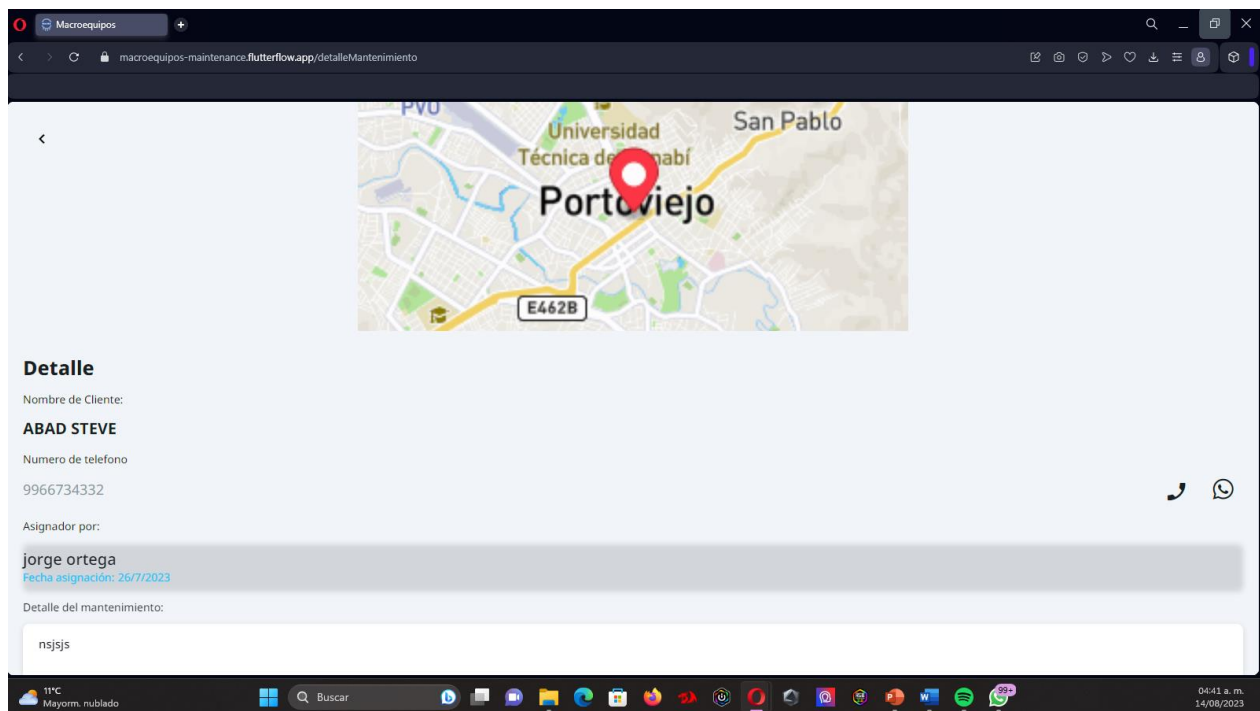 Macroequipos
macroequipos-maintenance.flutterflow.app/detalleMantenimiento
PVO
Universidad
San Pablo
Técnica de
Portoviejo
E462B
Detalle
Nombre de Cliente:
ABAD STEVE
Numero de telefono
9966734332
Asignador por:
jorge ortega
Fecha asignación: 26/7/2023
Detalle del mantenimiento:
nsjsjs
11°C
Mayorm. nublado
Buscar
99+
04:41 a. m.
14/08/2023